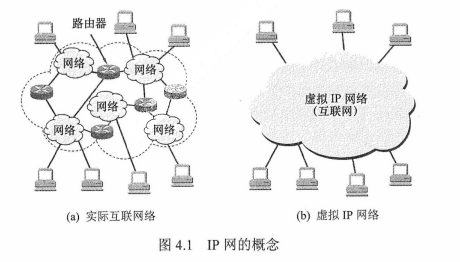 路由器
网络
网络
网络
网络
网络
虚拟 IP 网络
(互联网)
(a) 实际互联网络
(b) 虚拟 IP 网络
图 4.1 IP 网的概念